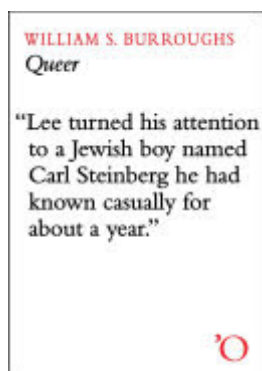 WILLIAM S. BURROUGHS
Queer
“Lee turned his attention
to a Jewish boy named
Carl Steinberg he had
known casually for
about a year.”
’O